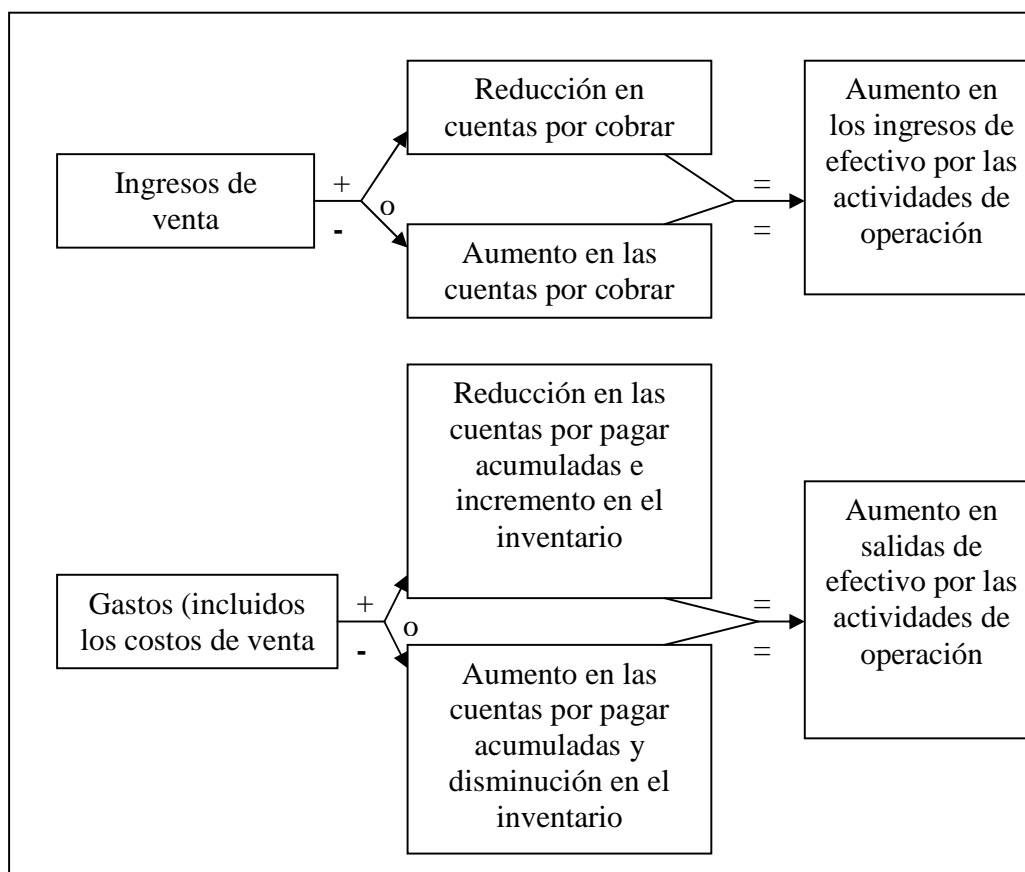 Reducción en
cuentas por cobrar
Aumento en
los ingresos de
efectivo por las
actividades de
operación
Ingresos de
venta
+
o
-
=
=
Aumento en las
cuentas por cobrar
Reducción en las
cuentas por pagar
acumuladas e
incremento en el
inventario
Aumento en
salidas de
efectivo por las
actividades de
operación
Gastos (incluidos
los costos de venta
+
o
-
=
=
Aumento en las
cuentas por pagar
acumuladas y
disminución en el
inventario